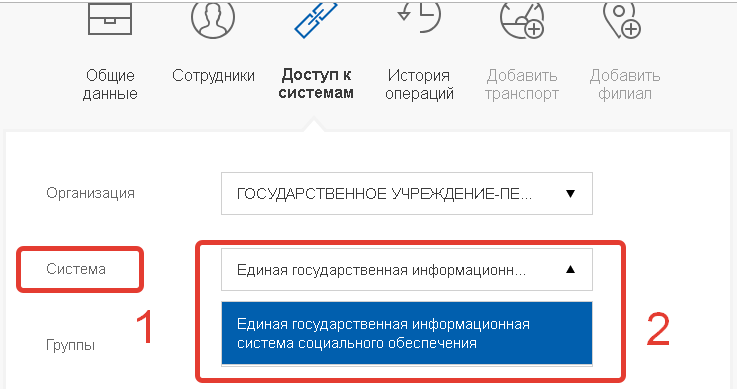 Общие
данные
Сотрудники
Доступ к
системам
История
операций
Добавить
транспорт
Добавить
филиал
Организация
ГОСУДАРСТВЕННОЕ УЧРЕЖДЕНИЕ-ПЕ...
Система
Единая государственная информационн...
1
Единая государственная информационная
система социального обеспечения
2
Группы